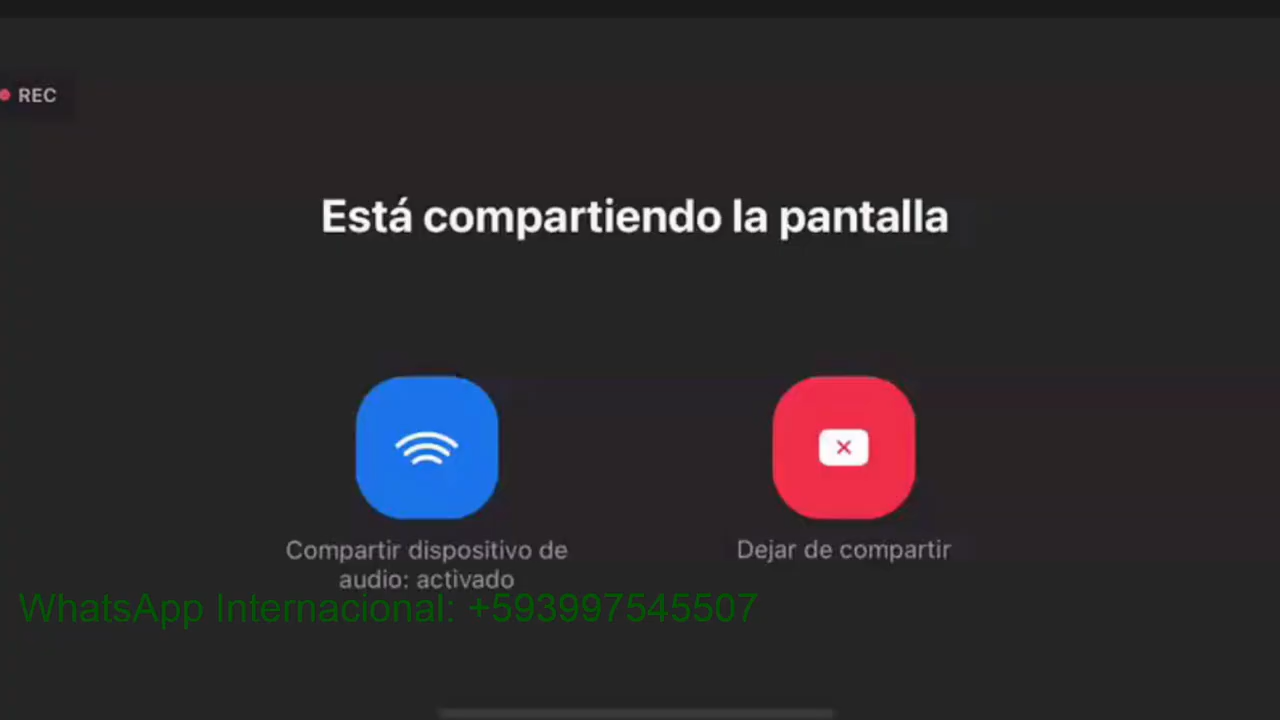 REC
Está compartiendo la pantalla
Compartir dispositivo de
audio: activado
Dejar de compartir
WhatsApp Internacional: +593997545507